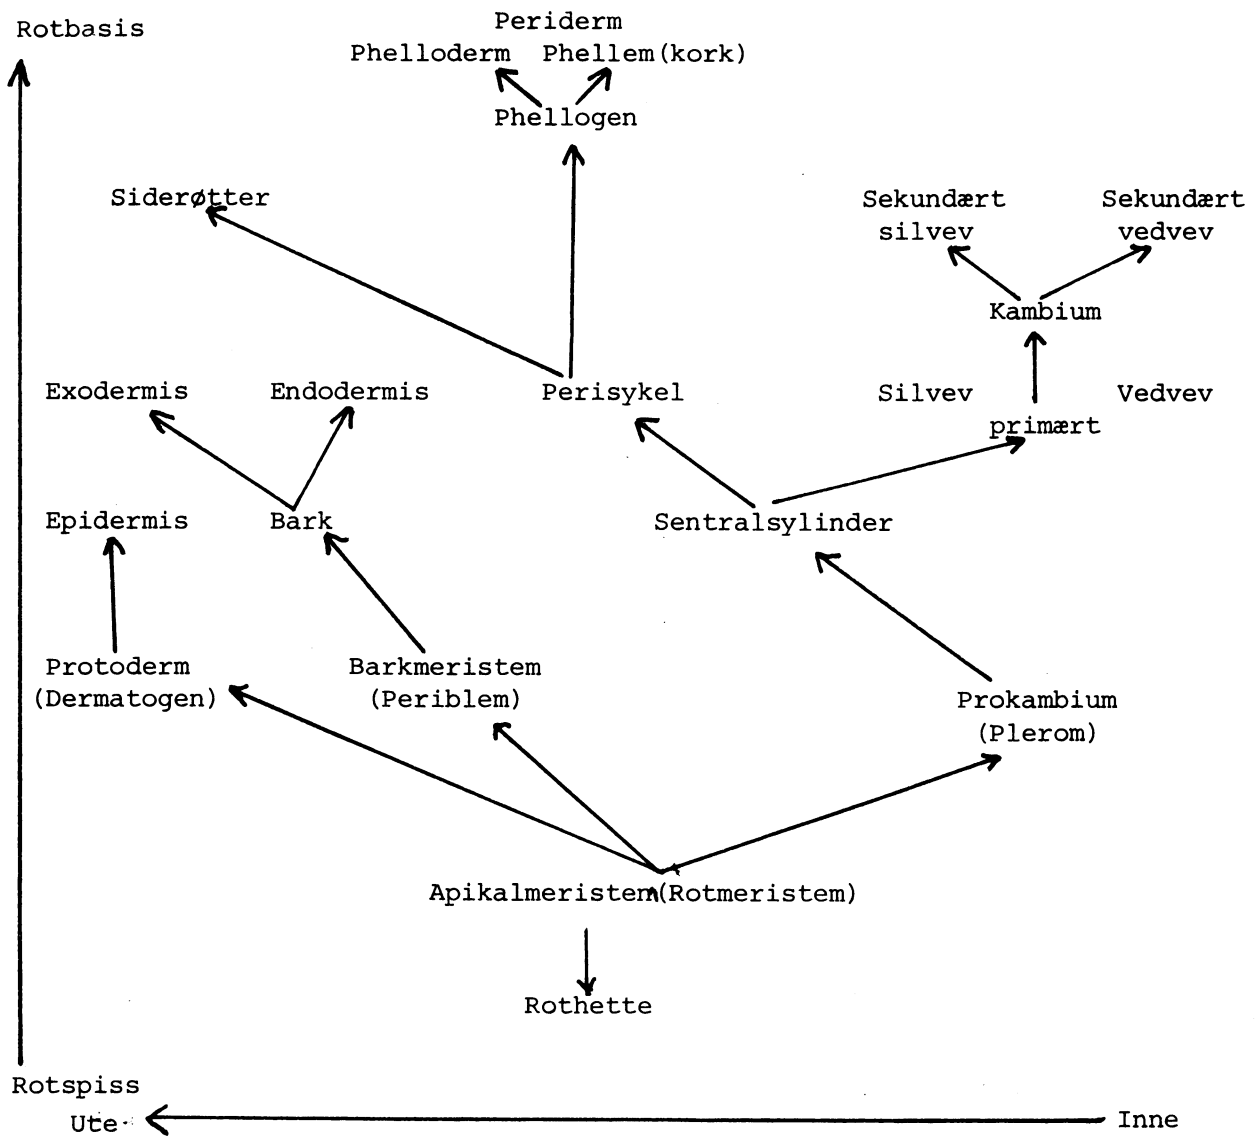 Rotbasis
Periderm
Phelloderm Phellem(kork)
Phellogen
Siderøtter
Sekundært silvev
Sekundært vedvev
Kambium
Exodermis
Endodermis
Perisykel
Silvev Vedvev
primært
Epidermis
Bark
Sentralsylinder
Protoderm
(Dermatogen)
Barkmeristem
(Periblem)
Prokambium
(Plerom)
Apikalmeristem(Rotmeristem)
Rothette
Rotspiss
Ute
Inne